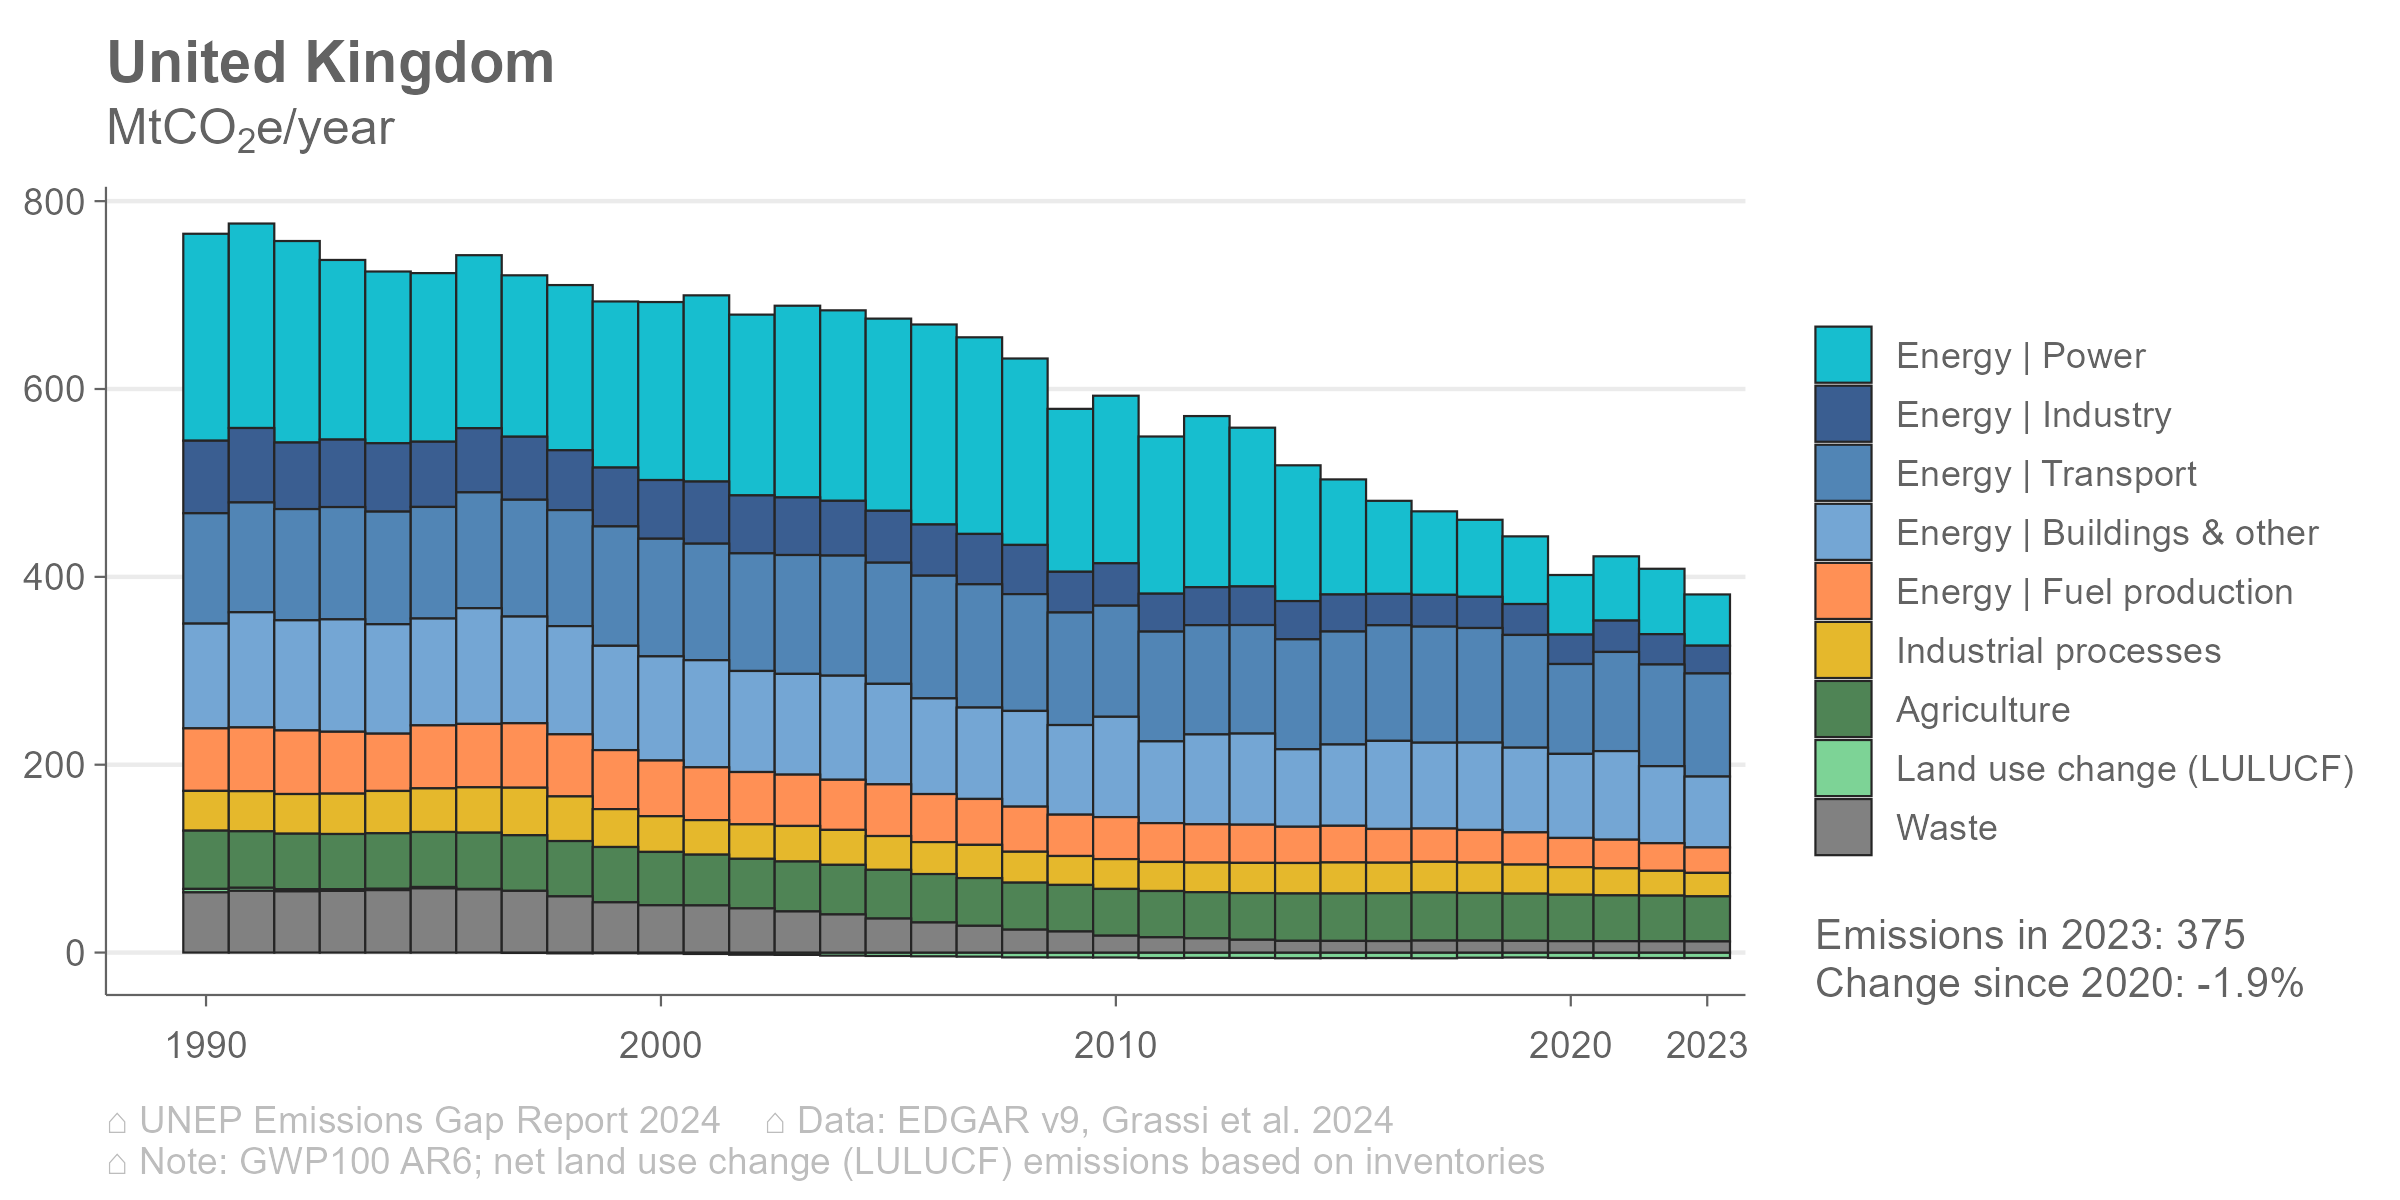 United Kingdom
MtCO₂e/year
800
600
400
200
0
1990 2000 2010 2020 2023
Energy | Power
Energy | Industry
Energy | Transport
Energy | Buildings & other
Energy | Fuel production
Industrial processes
Agriculture
Land use change (LULUCF)
Waste
Emissions in 2023: 375
Change since 2020: -1.9%
⌂ UNEP Emissions Gap Report 2024 ⌂ Data: EDGAR v9, Grassi et al. 2024
⌂ Note: GWP100 AR6; net land use change (LULUCF) emissions based on inventories